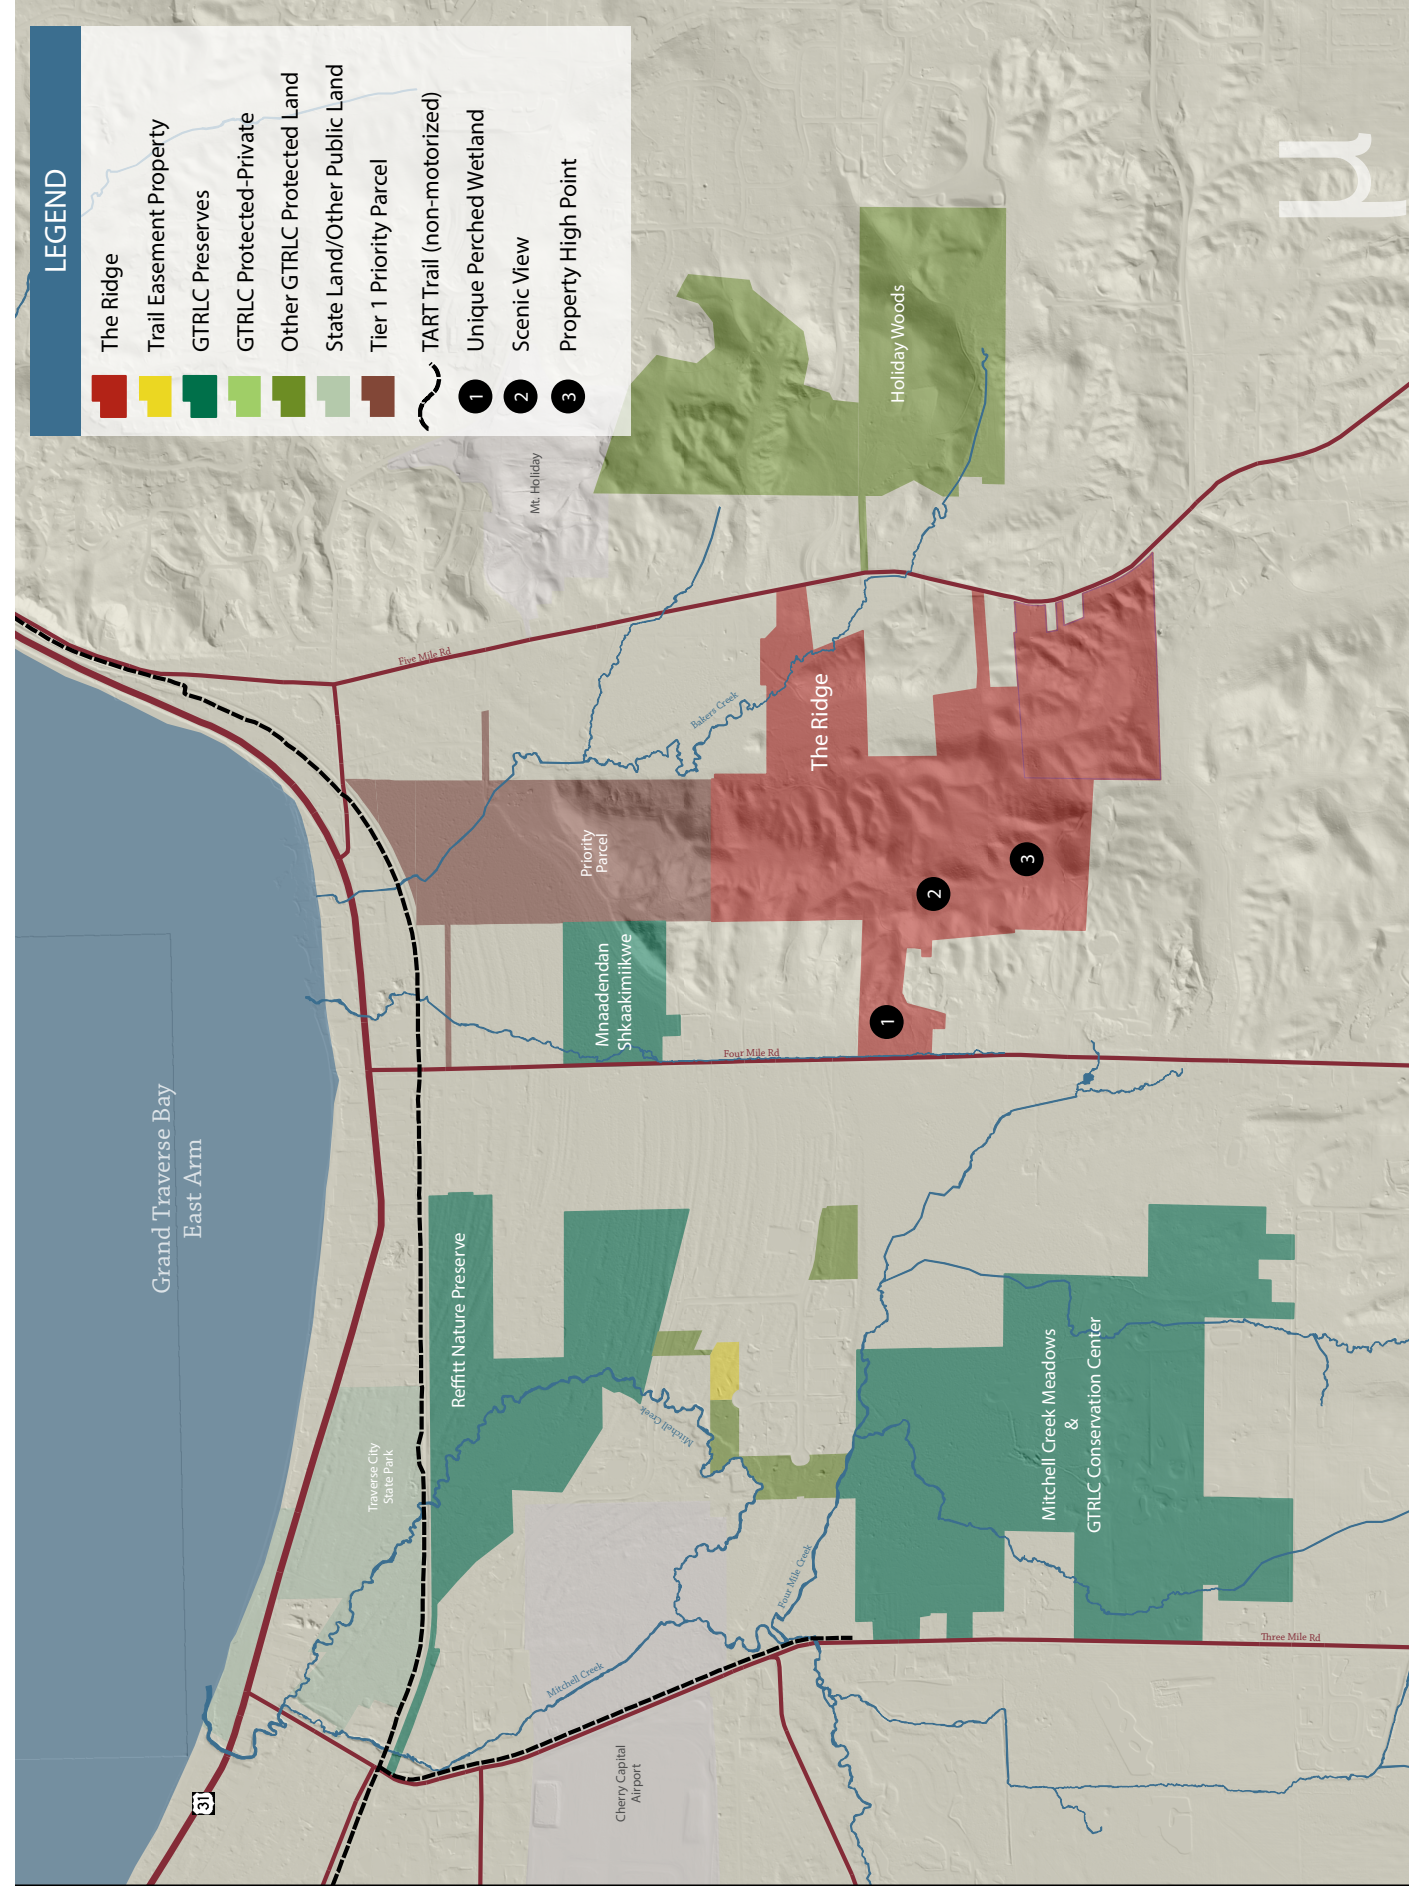 LEGEND
The Ridge
Trail Easement Property
GTRLC Preserves
GTRLC Protected-Private
Other GTRLC Protected Land
State Land/Other Public Land
Tier 1 Priority Parcel
TART Trail (non-motorized)
1 Unique Perched Wetland
2 Scenic View
3 Property High Point
Grand Traverse Bay
East Arm
31
Traverse City
State Park
Reffitt Nature Preserve
Mitchell Creek
Mitchell Creek
Four Mile Creek
Cherry Capital
Airport
Mitchell Creek Meadows
&
GTRLC Conservation Center
Three Mile Rd
Four Mile Rd
Mnaadendan
Shkaakimiikwe
Priority
Parcel
Bakers Creek
Five Mile Rd
The Ridge
1
2
3
Mt. Holiday
Holiday Woods